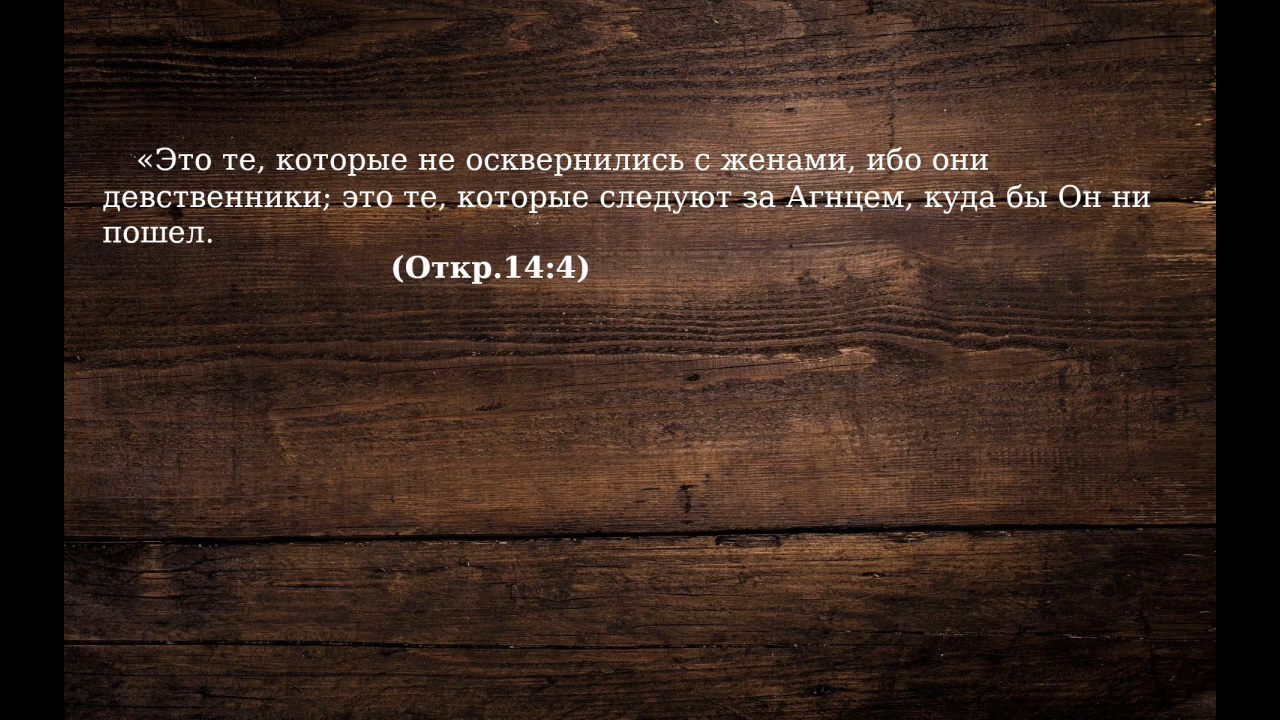 «Это те, которые не осквернились с женами, ибо они
девственники; это те, которые следуют за Агнцем, куда бы Он ни
пошел.
(Откр.14:4)